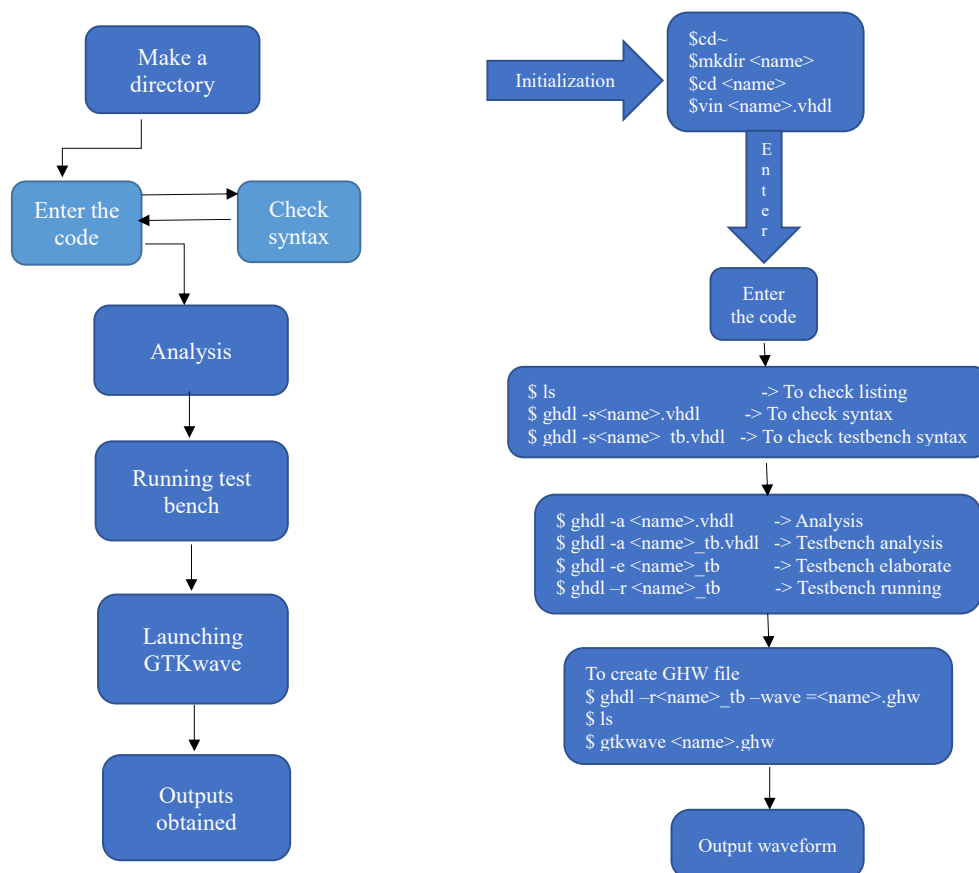 Make a
directory
Enter the
code
Check
syntax
Analysis
Running test
bench
Launching
GTKwave
Outputs
obtained
Initialization
$cd~
$mkdir <name>
$cd <name>
$vin <name>.vhdl
Enter
Enter
the code
$ ls -> To check listing
$ ghdl -s<name>.vhdl -> To check syntax
$ ghdl -s<name> tb.vhdl -> To check testbench syntax
$ ghdl -a <name>.vhdl -> Analysis
$ ghdl -a <name>_tb.vhdl -> Testbench analysis
$ ghdl -e <name>_tb -> Testbench elaborate
$ ghdl –r <name>_tb -> Testbench running
To create GHW file
$ ghdl –r<name>_tb –wave =<name>.ghw
$ ls
$ gtkwave <name>.ghw
Output waveform